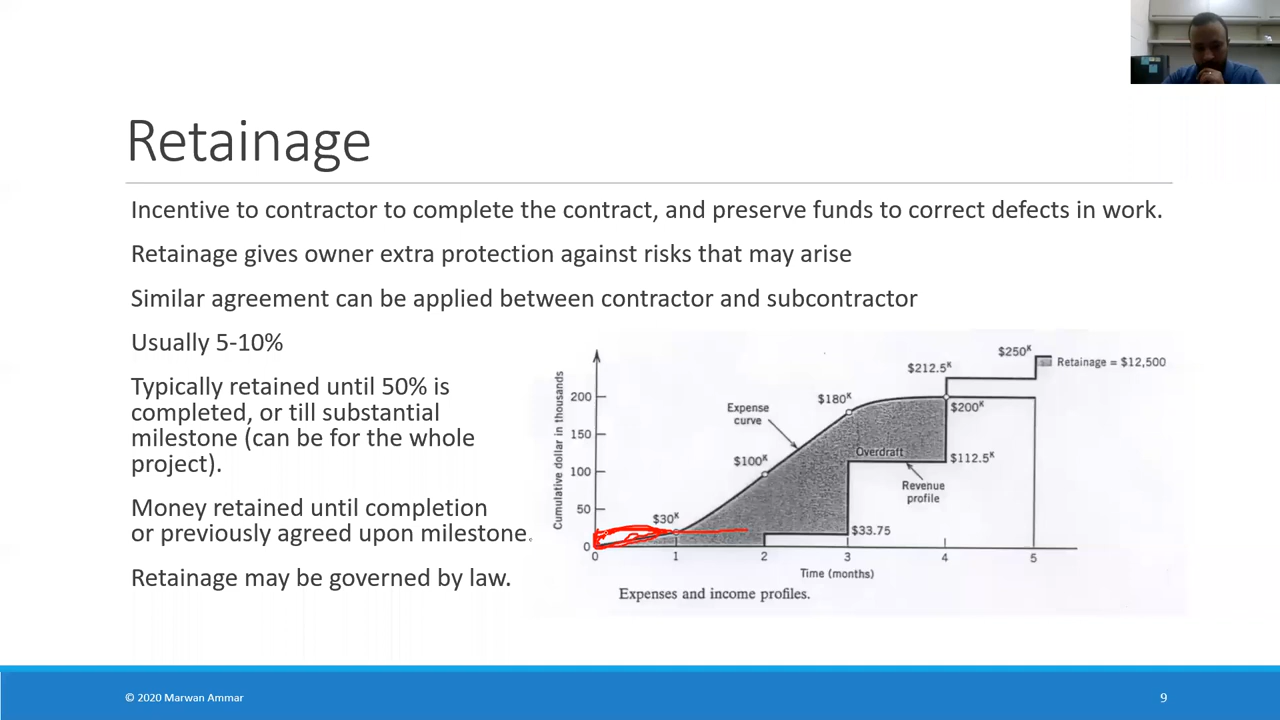 Retainage
Incentive to contractor to complete the contract, and preserve funds to correct defects in work.
Retainage gives owner extra protection against risks that may arise
Similar agreement can be applied between contractor and subcontractor
Usually 5-10%
Typically retained until 50% is
completed, or till substantial
milestone (can be for the whole
project).
Money retained until completion
or previously agreed upon milestone.
Retainage may be governed by law.
Cumulative dollar in thousands
200
150
100
50
0
0 1 2 3 4 5
Time (months)
$30K
$100K
Expense
curve
$180K
$212.5K
$250K
Retainage = $12,500
$200K
Overdraft
$112.5K
Revenue
profile
$33.75
Expenses and income profiles.
© 2020 Marwan Ammar
9